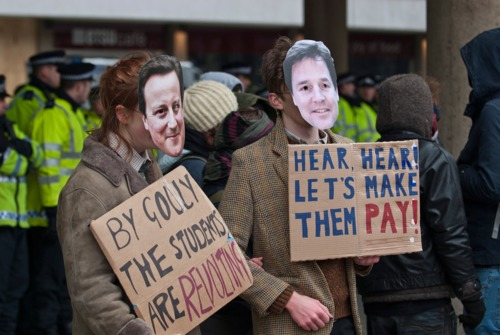 BY GOLLY
THE STUDENTS
ARE REVOLTING
HEAR, HEAR!
LET'S MAKE
THEM PAY!